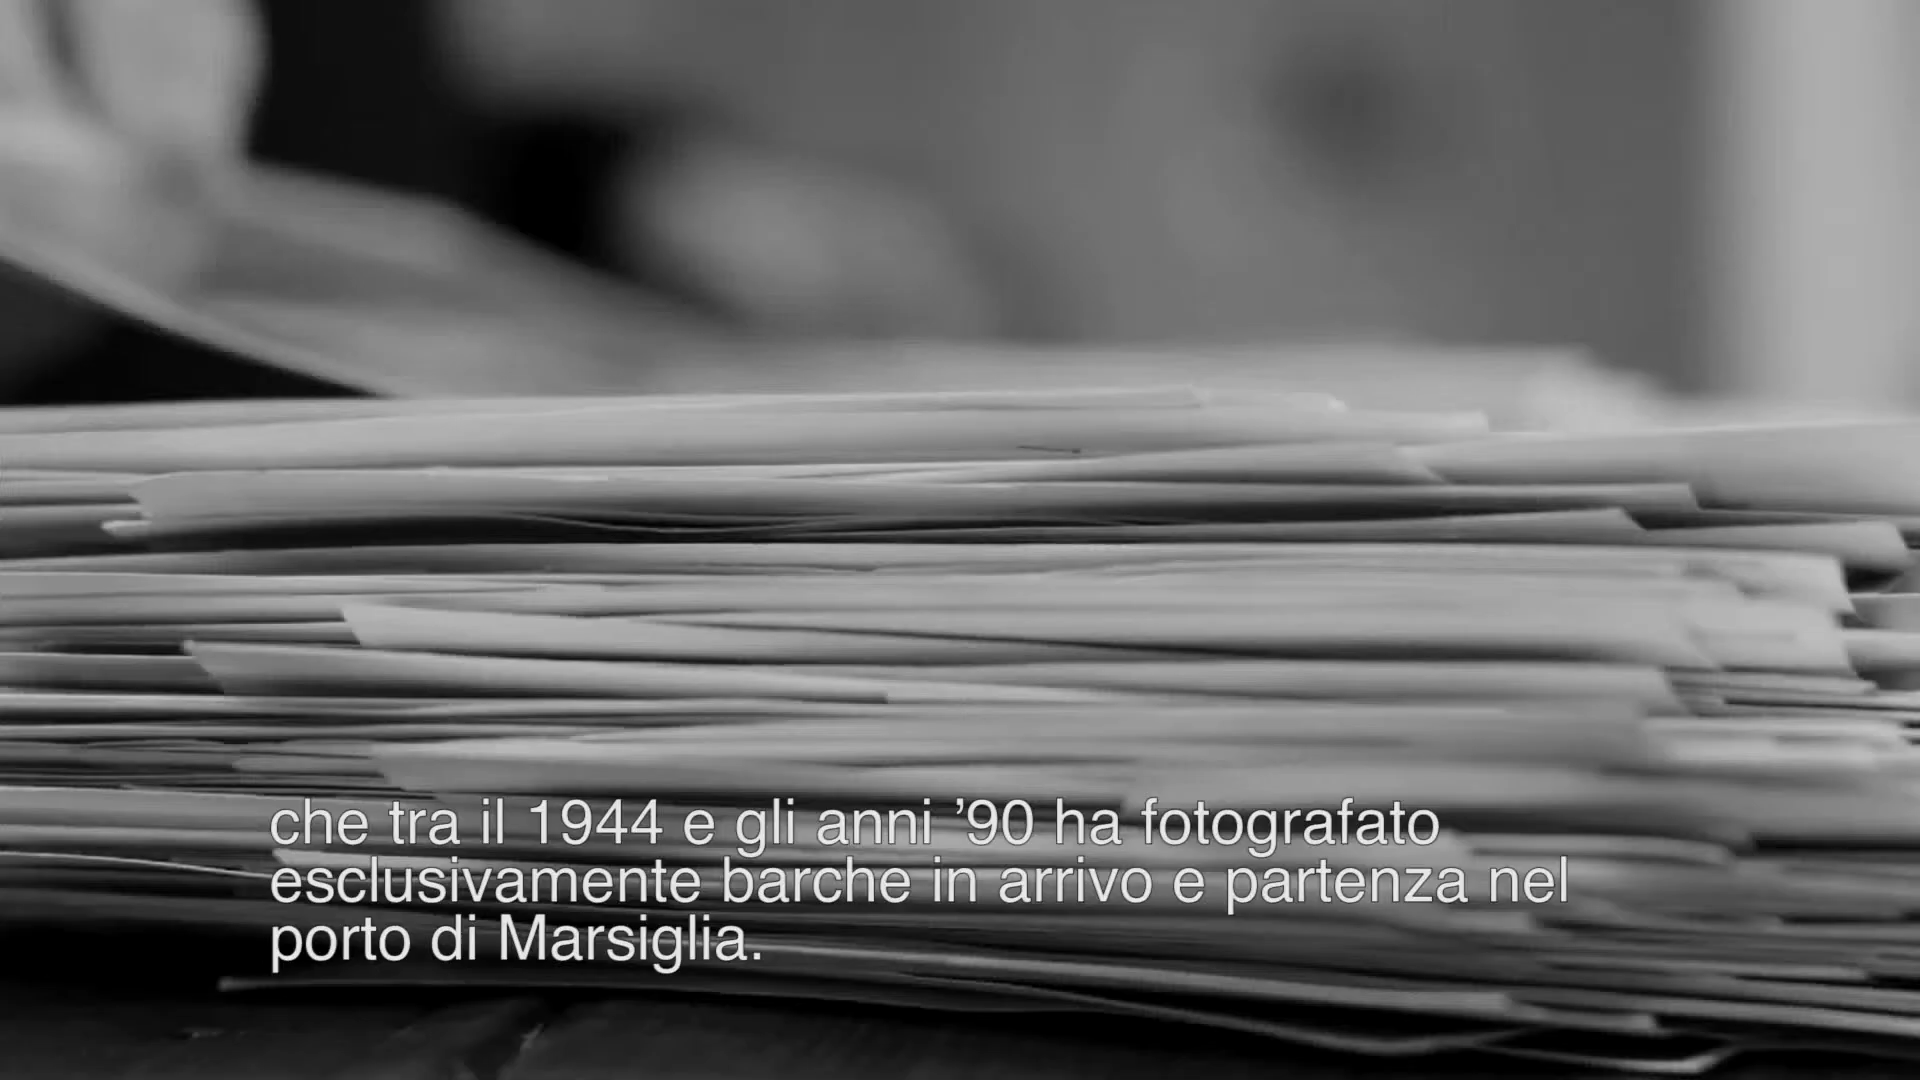 che tra il 1944 e gli anni ’90 ha fotografato
esclusivamente barche in arrivo e partenza nel
porto di Marsiglia.